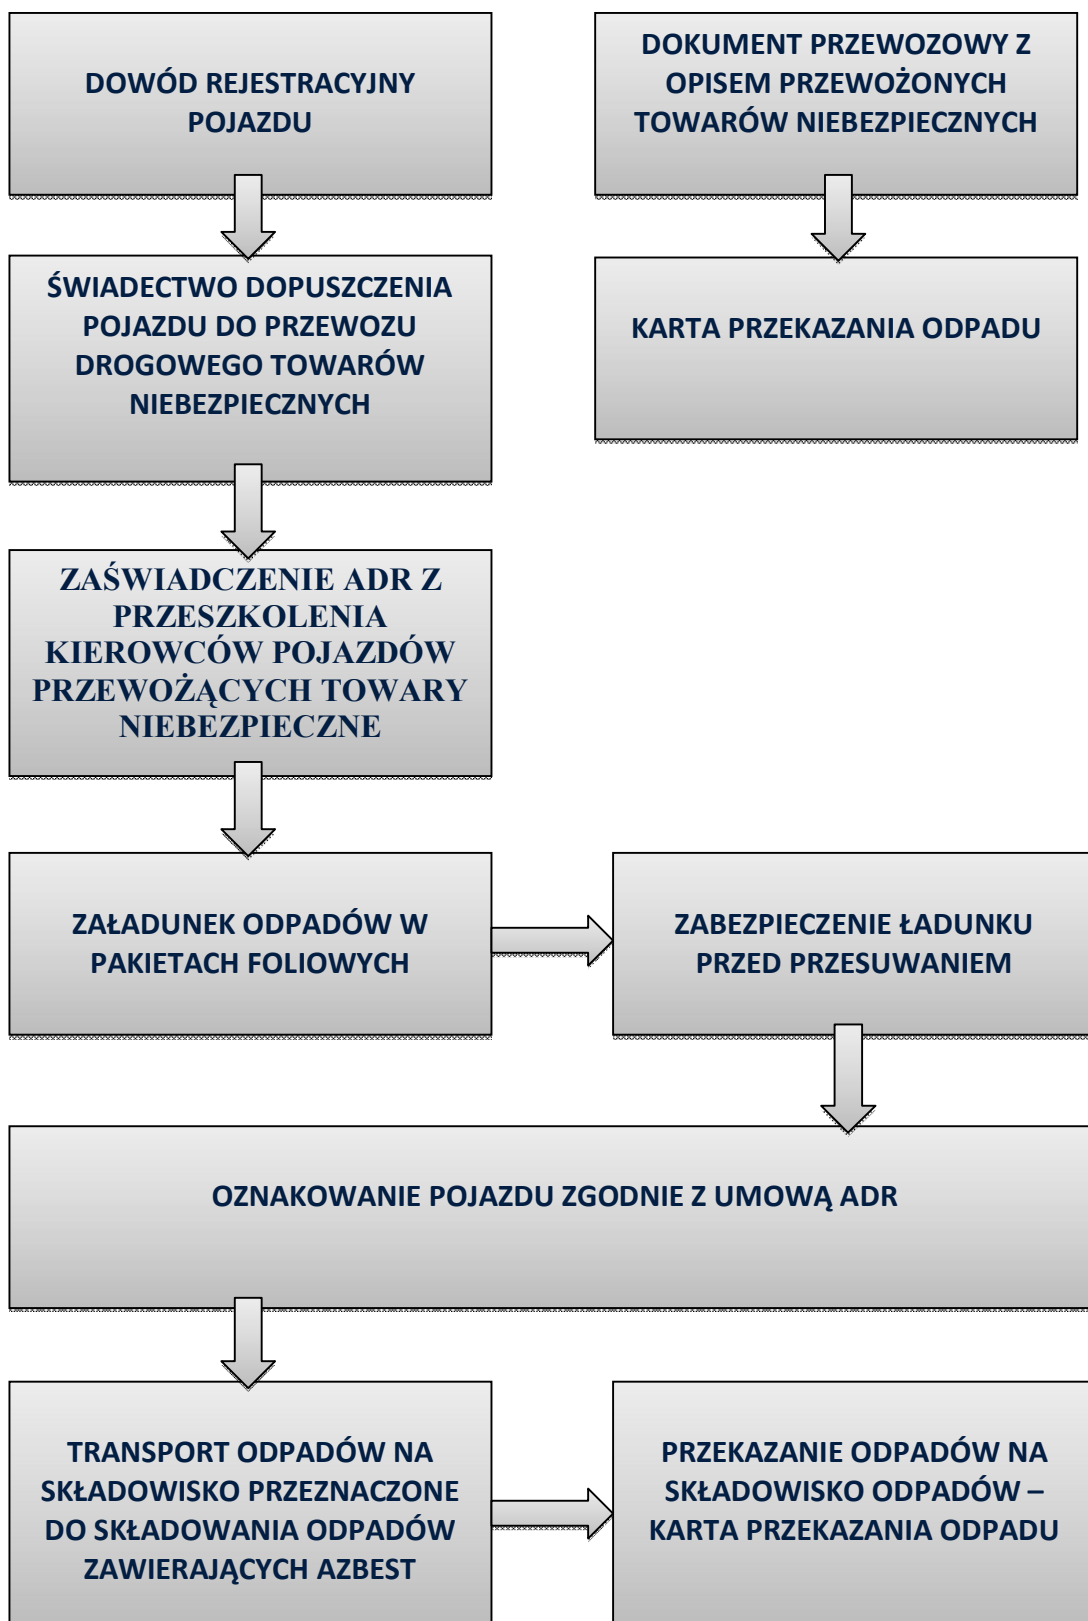 DOWÓD REJESTRACYJNY
POJAZDU
DOKUMENT PRZEWOZOWY Z
OPISEM PRZEWOŻONYCH
TOWARÓW NIEBEZPIECZNYCH
ŚWIADECTWO DOPUSZCZENIA
POJAZDU DO PRZEWOZU
DROGOWEGO TOWARÓW
NIEBEZPIECZNYCH
KARTA PRZEKAZANIA ODPADU
ZAŚWIADCZENIE ADR Z
PRZESZKOLENIA
KIEROWCÓW POJAZDÓW
PRZEWOŻĄCYCH TOWARY
NIEBEZPIECZNE
ZAŁADUNEK ODPADÓW W
PAKIETACH FOLIOWYCH
ZABEZPIECZENIE ŁADUNKU
PRZED PRZESUWANIEM
OZNAKOWANIE POJAZDU ZGODNIE Z UMOWĄ ADR
TRANSPORT ODPADÓW NA
SKŁADOWISKO PRZEZNACZONE
DO SKŁADOWANIA ODPADÓW
ZAWIERAJĄCYCH AZBEST
PRZEKAZANIE ODPADÓW NA
SKŁADOWISKO ODPADÓW –
KARTA PRZEKAZANIA ODPADU